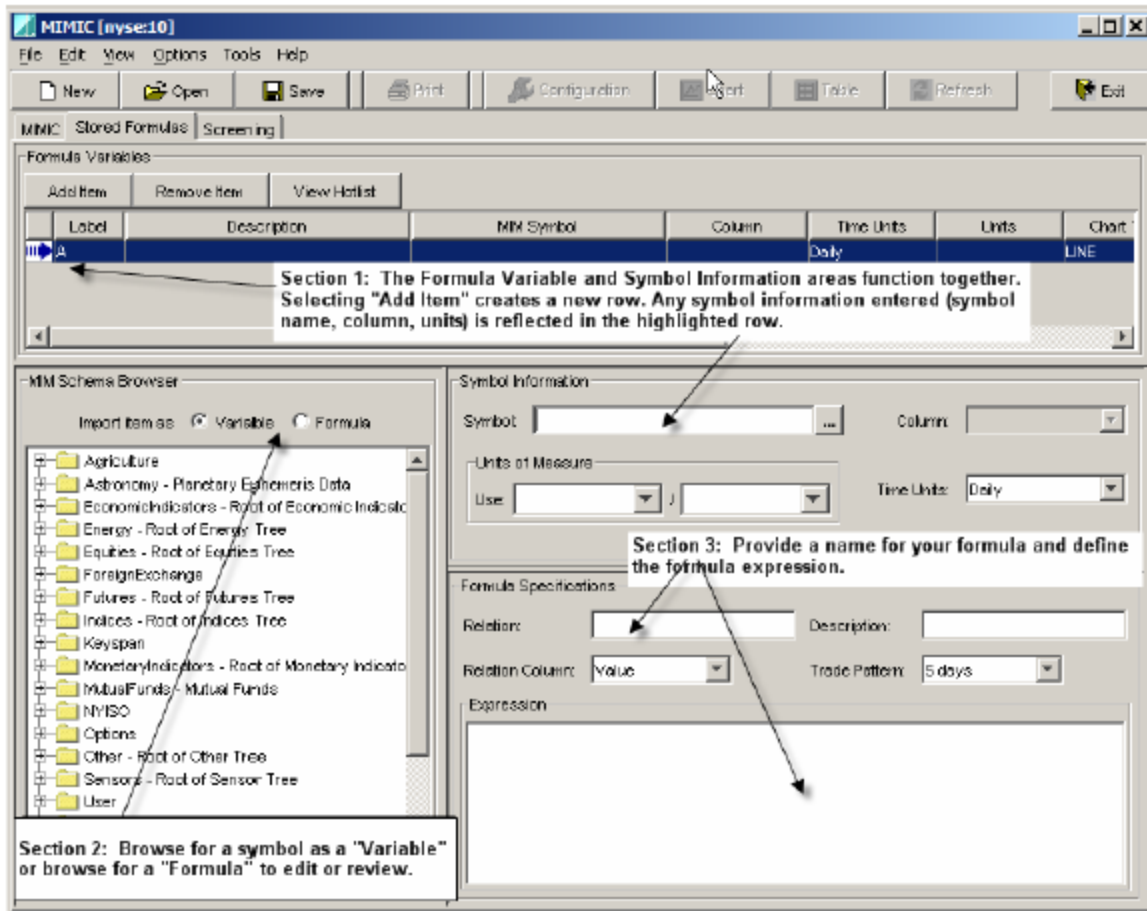 MIMIC [nyse:10]
File Edit View Options Tools Help
New Open Save Print Configuration Table Refresh Exit
MIMIC Stored Formulas Screening
Formula Variables
Add Item Remove Item View Hotlist
Label Description MIM Symbol Column Time Units Units Chart
A Daily LINE
Section 1: The Formula Variable and Symbol Information areas function together.
Selecting "Add Item" creates a new row. Any symbol information entered (symbol
name, column, units) is reflected in the highlighted row.
MIM Schema Browser
Import item as Variable Formula
Agriculture
Astronomy - Planetary Ephemeris Data
EconomicIndicators - Root of Economic Indicato
Energy - Root of Energy Tree
Equities - Root of Equities Tree
ForeignExchange
Futures - Root of Futures Tree
Indices - Root of Indices Tree
Keyspan
MonetaryIndicators - Root of Monetary Indicato
MutualFunds - Mutual Funds
NYISO
Options
Other - Root of Other Tree
Sensors - Root of Sensor Tree
User
Section 2: Browse for a symbol as a "Variable"
or browse for a "Formula" to edit or review.
Symbol Information
Symbol: ... Column:
Units of Measure
Use: / Time Units: Daily
Section 3: Provide a name for your formula and define
the formula expression.
Formula Specifications
Relation: Description:
Relation Column: Value Trade Pattern: 5 days
Expression